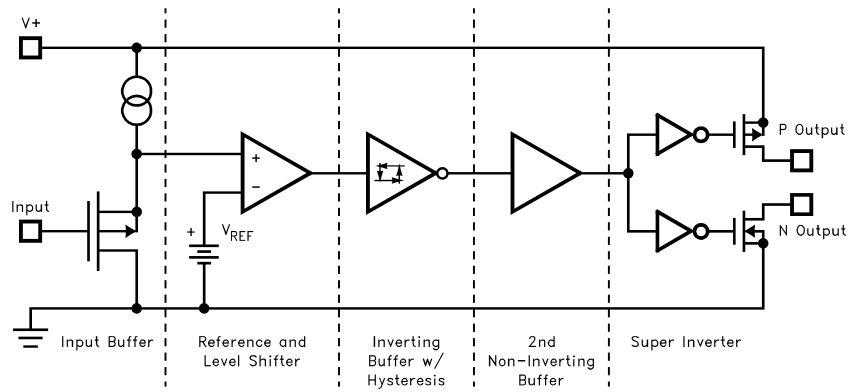 V+
P Output
+
−
Input
+
VREF
N Output
Input Buffer
Reference and
Level Shifter
Inverting
Buffer w/
Hysteresis
2nd
Non-Inverting
Buffer
Super Inverter